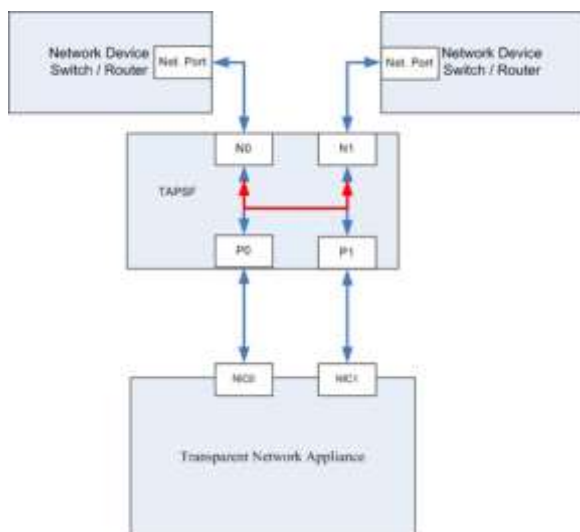 Network Device
Switch / Router
Net. Port
Net. Port
Network Device
Switch / Router
N0
N1
TAPSF
P0
P1
NIC0
NIC1
Transparent Network Appliance